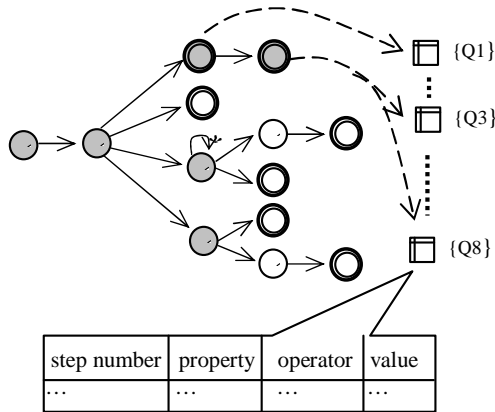 {Q1}
{Q3}
{Q8}
step number property operator value
... ... ... ...